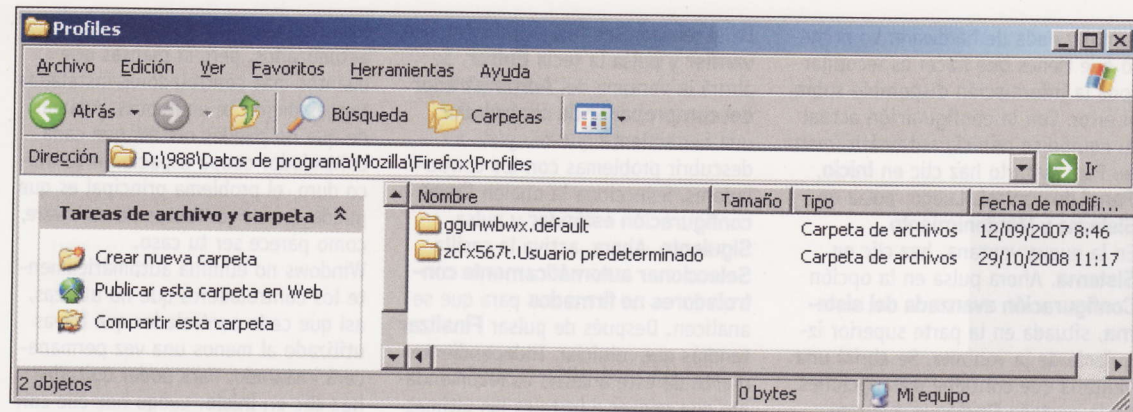 Profiles
Archivo Edición Ver Favoritos Herramientas Ayuda
Atrás Búsqueda Carpetas
Dirección D:\988\Datos de programa\Mozilla\Firefox\Profiles Ir
Tareas de archivo y carpeta
Crear nueva carpeta
Publicar esta carpeta en Web
Compartir esta carpeta
Nombre Tamaño Tipo Fecha de modifi...
ggunwbwx.default Carpeta de archivos 12/09/2007 8:46
zcfx567t.Usuario predeterminado Carpeta de archivos 29/10/2008 11:17
2 objetos 0 bytes Mi equipo